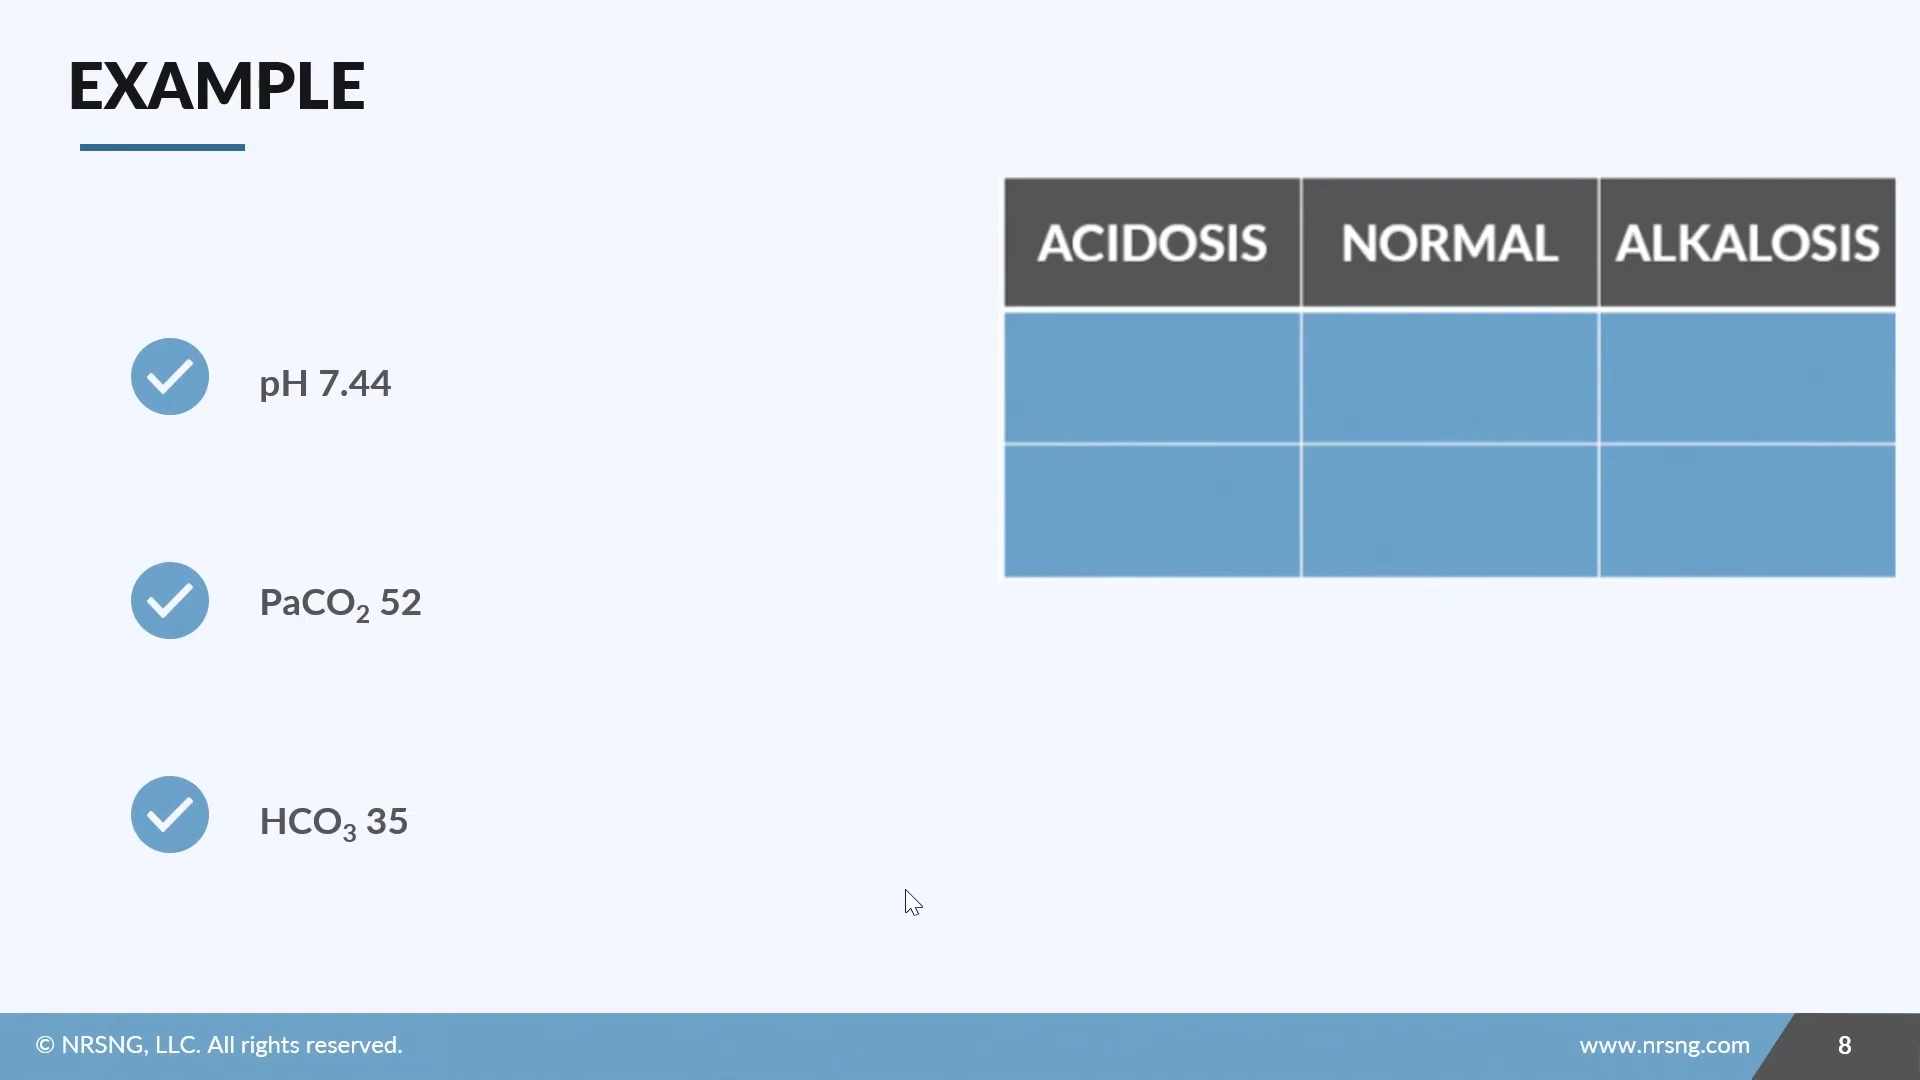 EXAMPLE
ACIDOSIS NORMAL ALKALOSIS
pH 7.44
PaCO₂ 52
HCO₃ 35
© NRSNG, LLC. All rights reserved.
www.nrsng.com
8